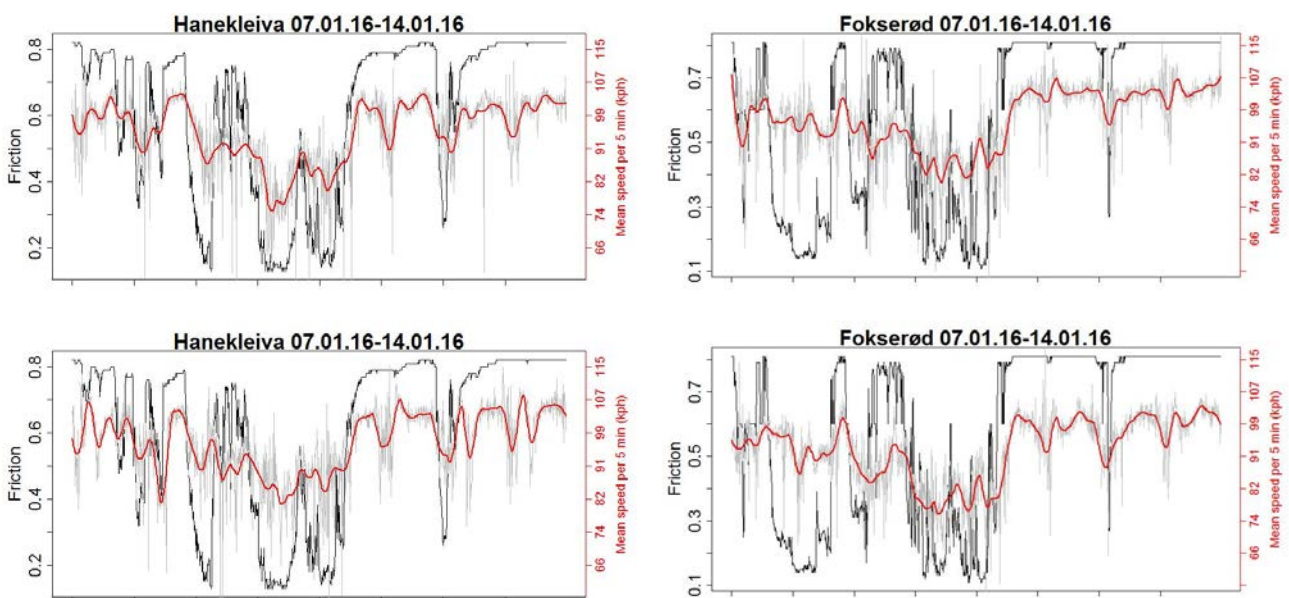 Hanekleiva 07.01.16-14.01.16
Friction
0.2 0.4 0.6 0.8
66 74 82 91 99 107 115
Mean speed per 5 min (kph)
Fokserød 07.01.16-14.01.16
Friction
0.1 0.3 0.5 0.7
66 74 82 91 99 107 115
Mean speed per 5 min (kph)
Hanekleiva 07.01.16-14.01.16
Friction
0.2 0.4 0.6 0.8
66 74 82 91 99 107 115
Mean speed per 5 min (kph)
Fokserød 07.01.16-14.01.16
Friction
0.1 0.3 0.5 0.7
66 74 82 91 99 107 115
Mean speed per 5 min (kph)